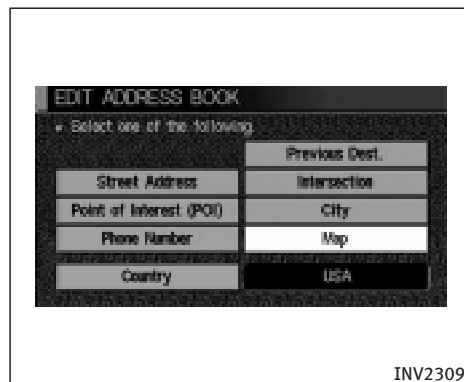 EDIT ADDRESS BOOK
Select one of the following.
Previous Dest.
Street Address Intersection
Point of Interest (POI) City
Phone Number Map
Country USA
INV2309